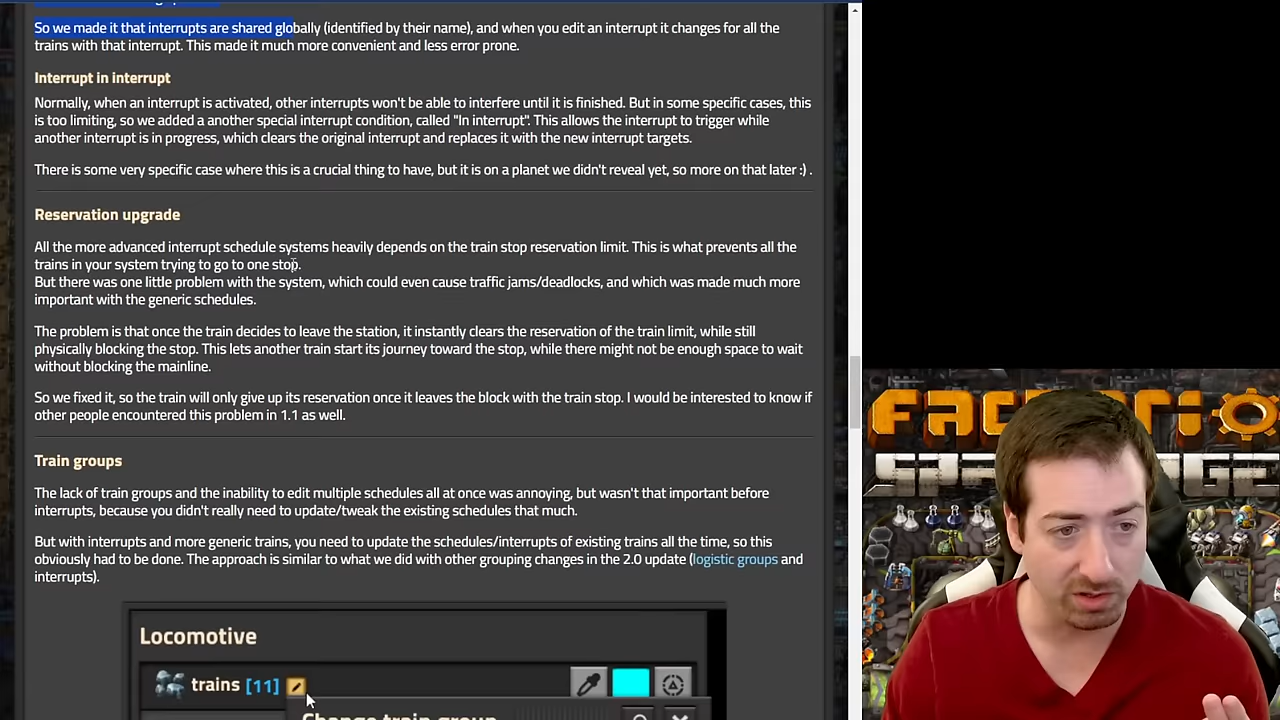 So we made it that interrupts are shared globally (identified by their name), and when you edit an interrupt it changes for all the
trains with that interrupt. This made it much more convenient and less error prone.
Interrupt in interrupt
Normally, when an interrupt is activated, other interrupts won't be able to interfere until it is finished. But in some specific cases, this
is too limiting, so we added a another special interrupt condition, called "In interrupt". This allows the interrupt to trigger while
another interrupt is in progress, which clears the original interrupt and replaces it with the new interrupt targets.
There is some very specific case where this is a crucial thing to have, but it is on a planet we didn't reveal yet, so more on that later :) .
Reservation upgrade
All the more advanced interrupt schedule systems heavily depends on the train stop reservation limit. This is what prevents all the
trains in your system trying to go to one stop.
But there was one little problem with the system, which could even cause traffic jams/deadlocks, and which was made much more
important with the generic schedules.
The problem is that once the train decides to leave the station, it instantly clears the reservation of the train limit, while still
physically blocking the stop. This lets another train start its journey toward the stop, while there might not be enough space to wait
without blocking the mainline.
So we fixed it, so the train will only give up its reservation once it leaves the block with the train stop. I would be interested to know if
other people encountered this problem in 1.1 as well.
Train groups
The lack of train groups and the inability to edit multiple schedules all at once was annoying, but wasn't that important before
interrupts, because you didn't really need to update/tweak the existing schedules that much.
But with interrupts and more generic trains, you need to update the schedules/interrupts of existing trains all the time, so this
obviously had to be done. The approach is similar to what we did with other grouping changes in the 2.0 update (logistic groups and
interrupts).
Locomotive
trains [11]
Change train group